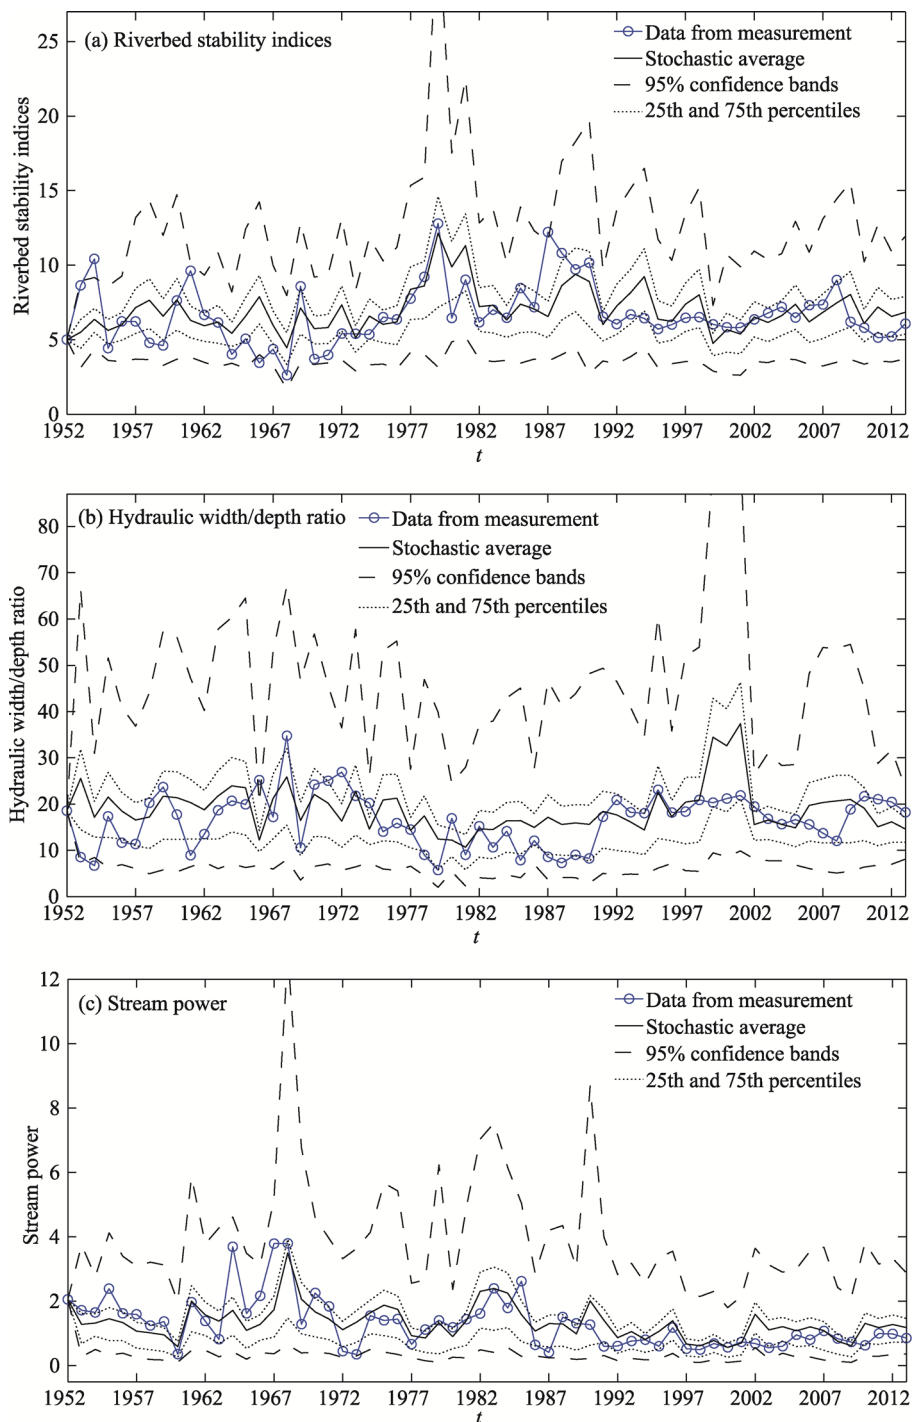 (a) Riverbed stability indices
Data from measurement
Stochastic average
95% confidence bands
25th and 75th percentiles
Riverbed stability indices
25
20
15
10
5
0
1952 1957 1962 1967 1972 1977 1982 1987 1992 1997 2002 2007 2012
t
(b) Hydraulic width/depth ratio
Data from measurement
Stochastic average
95% confidence bands
25th and 75th percentiles
Hydraulic width/depth ratio
80
70
60
50
40
30
20
10
0
1952 1957 1962 1967 1972 1977 1982 1987 1992 1997 2002 2007 2012
t
(c) Stream power
Data from measurement
Stochastic average
95% confidence bands
25th and 75th percentiles
Stream power
12
10
8
6
4
2
0
1952 1957 1962 1967 1972 1977 1982 1987 1992 1997 2002 2007 2012
t